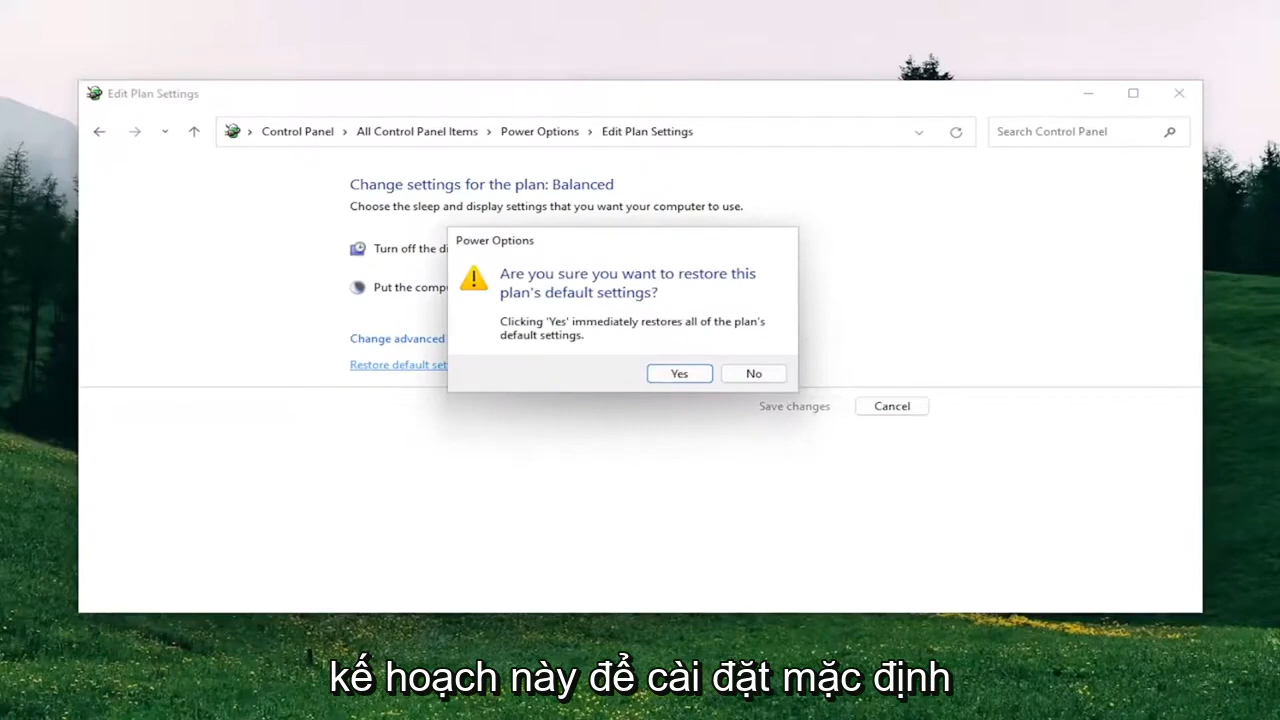 Edit Plan Settings
Control Panel > All Control Panel Items > Power Options > Edit Plan Settings
Search Control Panel
Change settings for the plan: Balanced
Choose the sleep and display settings that you want your computer to use.
Turn off the di
Put the compu
Change advanced
Restore default set
Power Options
Are you sure you want to restore this
plan's default settings?
Clicking 'Yes' immediately restores all of the plan's
default settings.
Yes
No
Save changes
Cancel
kế hoạch này để cài đặt mặc định